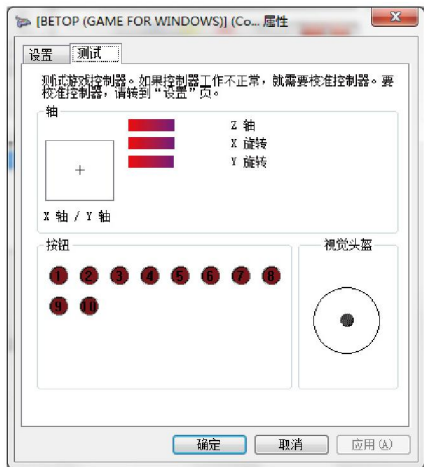 [BETOP (GAME FOR WINDOWS)] (Co... 属性
设置 测试
测试游戏控制器。如果控制器工作不正常，就需要校准控制器。要
校准控制器，请转到“设置”页。
轴
Z 轴
X 旋转
Y 旋转
X 轴 / Y 轴
按钮
视觉头盔
1 2 3 4 5 6 7 8
9 10
确定 取消 应用(A)